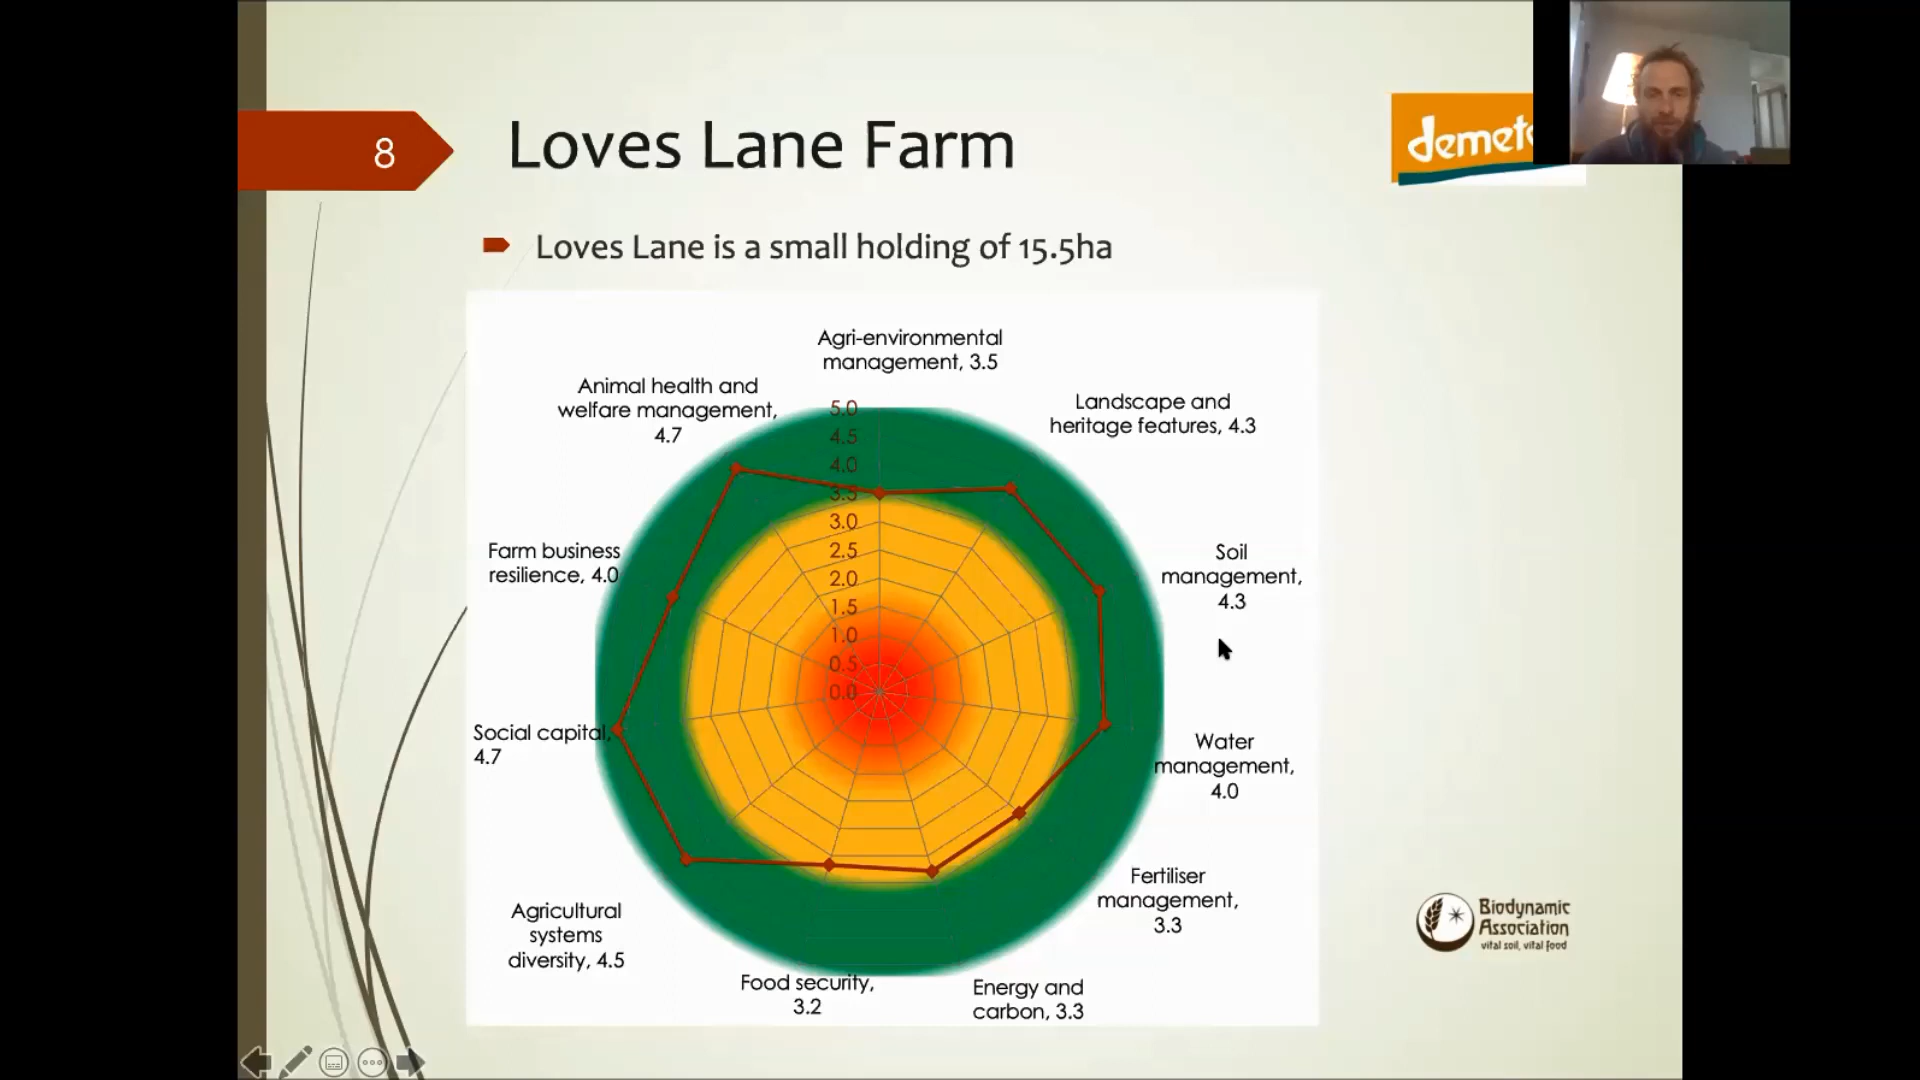 8
Loves Lane Farm
demet
Loves Lane is a small holding of 15.5ha
Agri-environmental
management, 3.5
Animal health and
welfare management,
4.7
Landscape and
heritage features, 4.3
5.0
4.5
4.0
3.5
3.0
2.5
2.0
1.5
1.0
0.5
0.0
Farm business
resilience, 4.0
Soil
management,
4.3
Social capital,
4.7
Water
management,
4.0
Fertiliser
management,
3.3
Agricultural
systems
diversity, 4.5
Food security,
3.2
Energy and
carbon, 3.3
Biodynamic
Association
vital soil, vital food